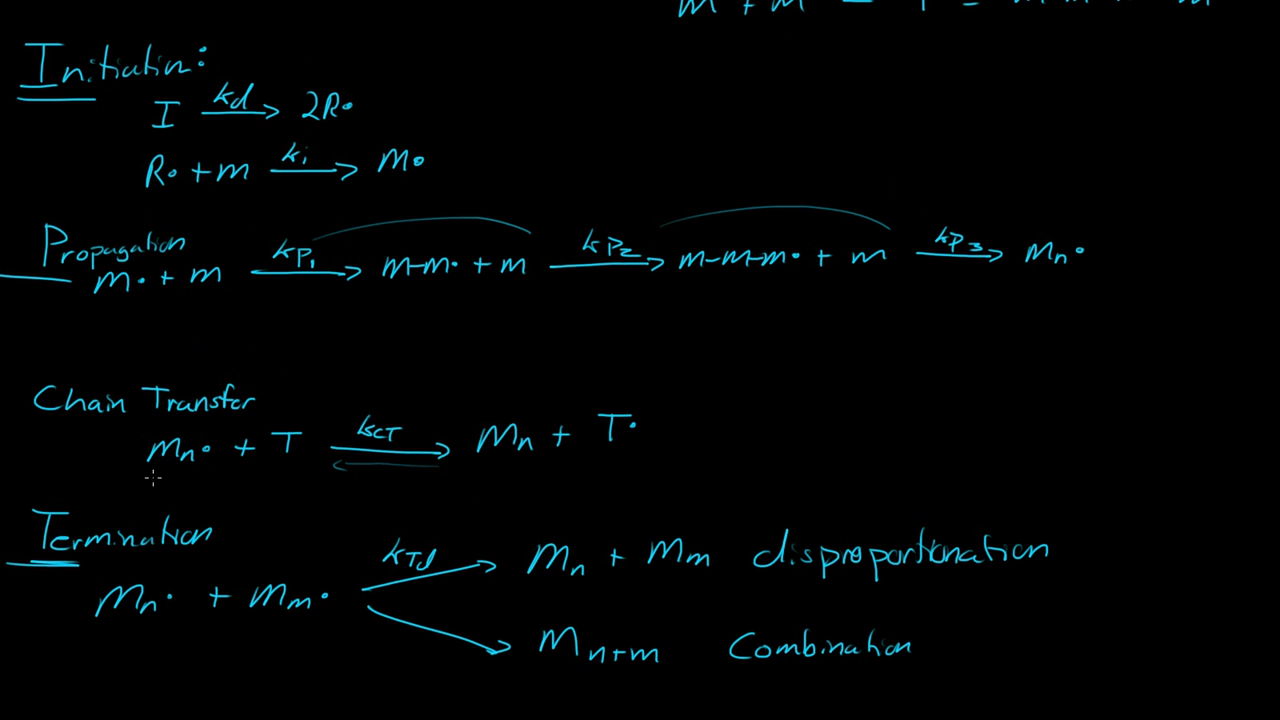 Initiation:
I kd → 2R•
R• + m ki → m•
Propagation
m• + m kp₁ → m-m• + m kp₂ → m-m-m• + m kp₃ → Mn•
Chain Transfer
Mn• + T kCT → Mn + T•
Termination
Mn• + Mm• kTd → Mn + Mm disproportionation
→ Mn+m Combination